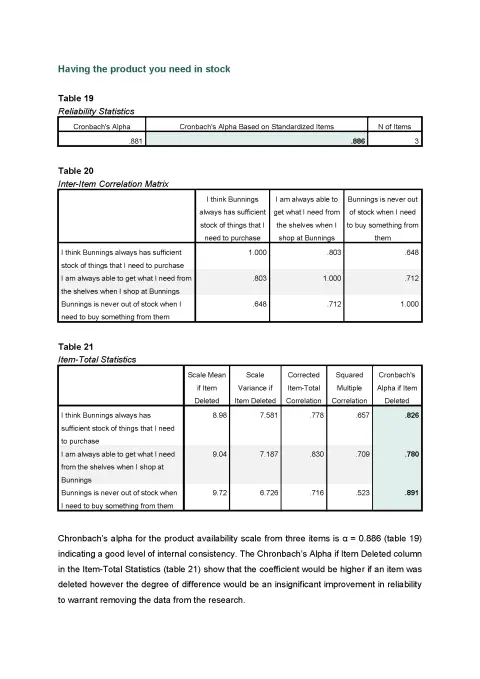 Having the product you need in stock
Table 19
Reliability Statistics
Cronbach's Alpha Cronbach's Alpha Based on Standardized Items N of Items
.881 .886 3
Table 20
Inter-Item Correlation Matrix
I think Bunnings always has sufficient stock of things that I need to purchase I am always able to get what I need from the shelves when I shop at Bunnings Bunnings is never out of stock when I need to buy something from them
I think Bunnings always has sufficient
stock of things that I need to purchase 1.000 .803 .648
I am always able to get what I need from
the shelves when I shop at Bunnings .803 1.000 .712
Bunnings is never out of stock when I
need to buy something from them .648 .712 1.000
Table 21
Item-Total Statistics
Scale Mean if Item Deleted Scale Variance if Item Deleted Corrected Item-Total Correlation Squared Multiple Correlation Cronbach's Alpha if Item Deleted
I think Bunnings always has
sufficient stock of things that I need
to purchase 8.98 7.581 .778 .657 .826
I am always able to get what I need
from the shelves when I shop at
Bunnings 9.04 7.187 .830 .709 .780
Bunnings is never out of stock when
I need to buy something from them 9.72 6.726 .716 .523 .891
Chronbach's alpha for the product availability scale from three items is α = 0.886 (table 19)
indicating a good level of internal consistency. The Chronbach's Alpha if Item Deleted column
in the Item-Total Statistics (table 21) show that the coefficient would be higher if an item was
deleted however the degree of difference would be an insignificant improvement in reliability
to warrant removing the data from the research.